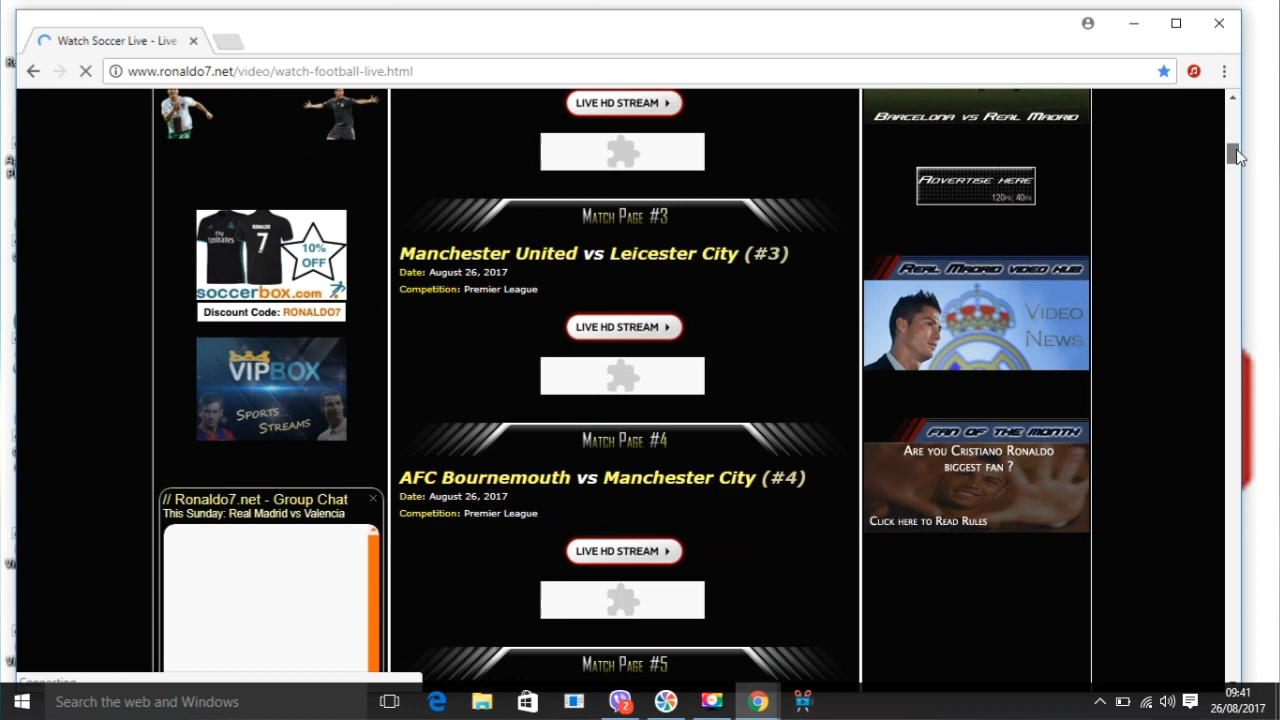 Watch Soccer Live - Live
www.ronaldo7.net/video/watch-football-live.html
LIVE HD STREAM
BARCELONA VS REAL MADRID
ADVERTISE HERE
120PX, 40PX
MATCH PAGE #3
Manchester United vs Leicester City (#3)
Date: August 26, 2017
Competition: Premier League
LIVE HD STREAM
Fly
Emirates
RONALDO
7
10%
OFF
soccerbox.com
Discount Code: RONALDO7
REAL MADRID VIDEO HUB
VIDEO
NEWS
VIPBOX
SPORTS
STREAMS
MATCH PAGE #4
AFC Bournemouth vs Manchester City (#4)
Date: August 26, 2017
Competition: Premier League
LIVE HD STREAM
FAN OF THE MONTH
ARE YOU CRISTIANO RONALDO
BIGGEST FAN ?
CLICK HERE TO READ RULES
// Ronaldo7.net - Group Chat
This Sunday: Real Madrid vs Valencia
MATCH PAGE #5
Connecting...
Search the web and Windows
2
09:41
26/08/2017